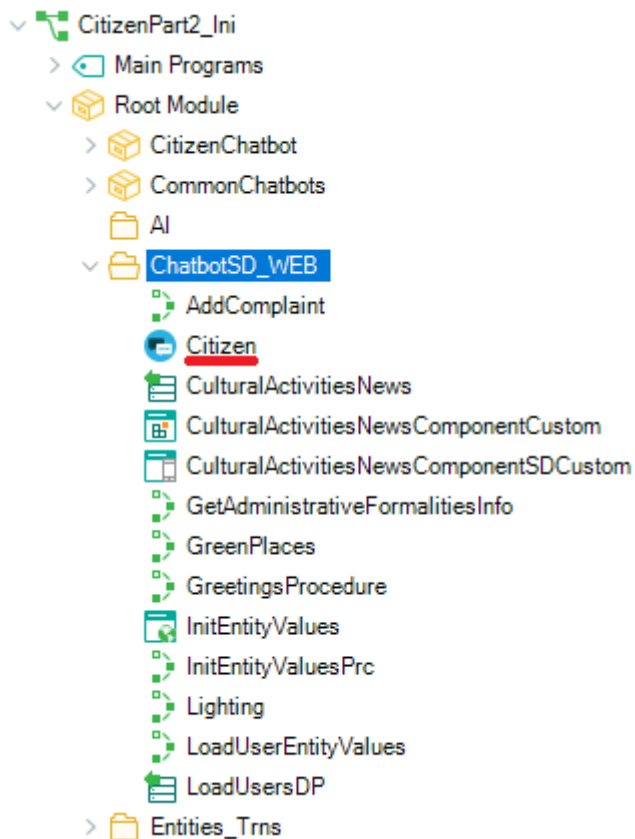 CitizenPart2_Ini
Main Programs
Root Module
CitizenChatbot
CommonChatbots
AI
ChatbotSD_WEB
AddComplaint
Citizen
CulturalActivitiesNews
CulturalActivitiesNewsComponentCustom
CulturalActivitiesNewsComponentSDCustom
GetAdministrativeFormalitiesInfo
GreenPlaces
GreetingsProcedure
InitEntityValues
InitEntityValuesPrc
Lighting
LoadUserEntityValues
LoadUsersDP
Entities_Trns